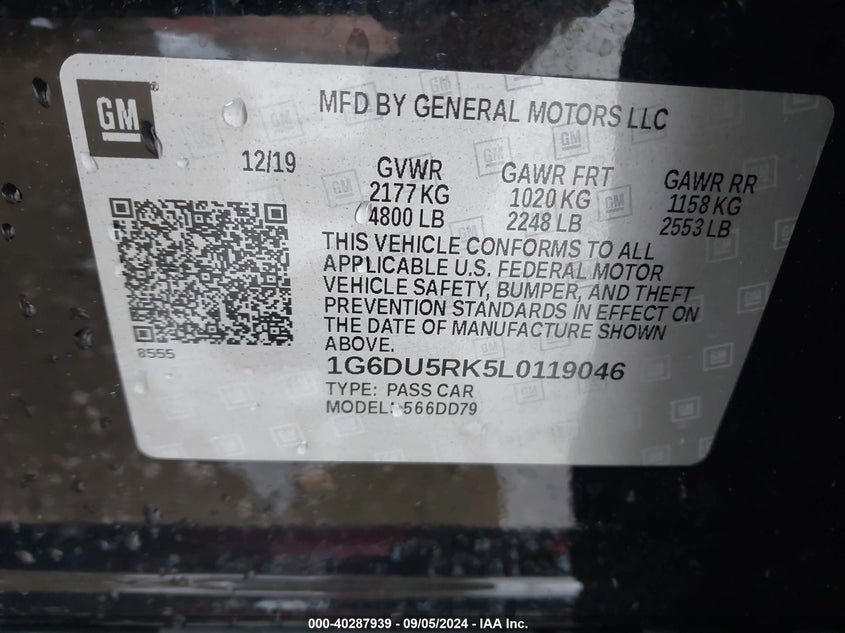 GM
MFD BY GENERAL MOTORS LLC
12/19
GVWR
2177 KG
4800 LB
GAWR FRT
1020 KG
2248 LB
GAWR RR
1158 KG
2553 LB
THIS VEHICLE CONFORMS TO ALL
APPLICABLE U.S. FEDERAL MOTOR
VEHICLE SAFETY, BUMPER, AND THEFT
PREVENTION STANDARDS IN EFFECT ON
THE DATE OF MANUFACTURE SHOWN
ABOVE.
8555
1G6DU5RK5L0119046
TYPE: PASS CAR
MODEL: 566DD79
000-40287939 - 09/05/2024 - IAA Inc.